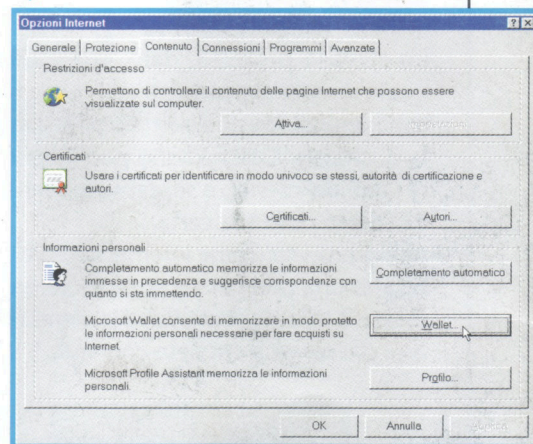 Opzioni Internet
Generale Protezione Contenuto Connessioni Programmi Avanzate
Restrizioni d'accesso
Permettono di controllare il contenuto delle pagine Internet che possono essere
visualizzate sul computer.
Attiva...
Certificati
Usare i certificati per identificare in modo univoco se stessi, autorità di certificazione e
autori.
Certificati... Autori...
Informazioni personali
Completamento automatico memorizza le informazioni
immesse in precedenza e suggerisce corrispondenze con
quanto si sta immettendo.
Completamento automatico
Microsoft Wallet consente di memorizzare in modo protetto
le informazioni personali necessarie per fare acquisti su
Internet.
Wallet...
Microsoft Profile Assistant memorizza le informazioni
personali.
Profilo...
OK Annulla